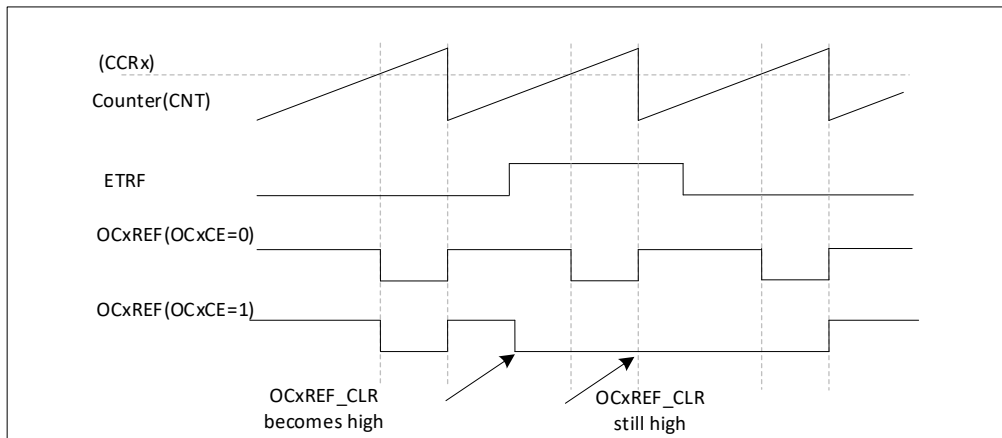 (CCRx)
Counter(CNT)
ETRF
OCxREF(OCxCE=0)
OCxREF(OCxCE=1)
OCxREF_CLR
becomes high
OCxREF_CLR
still high